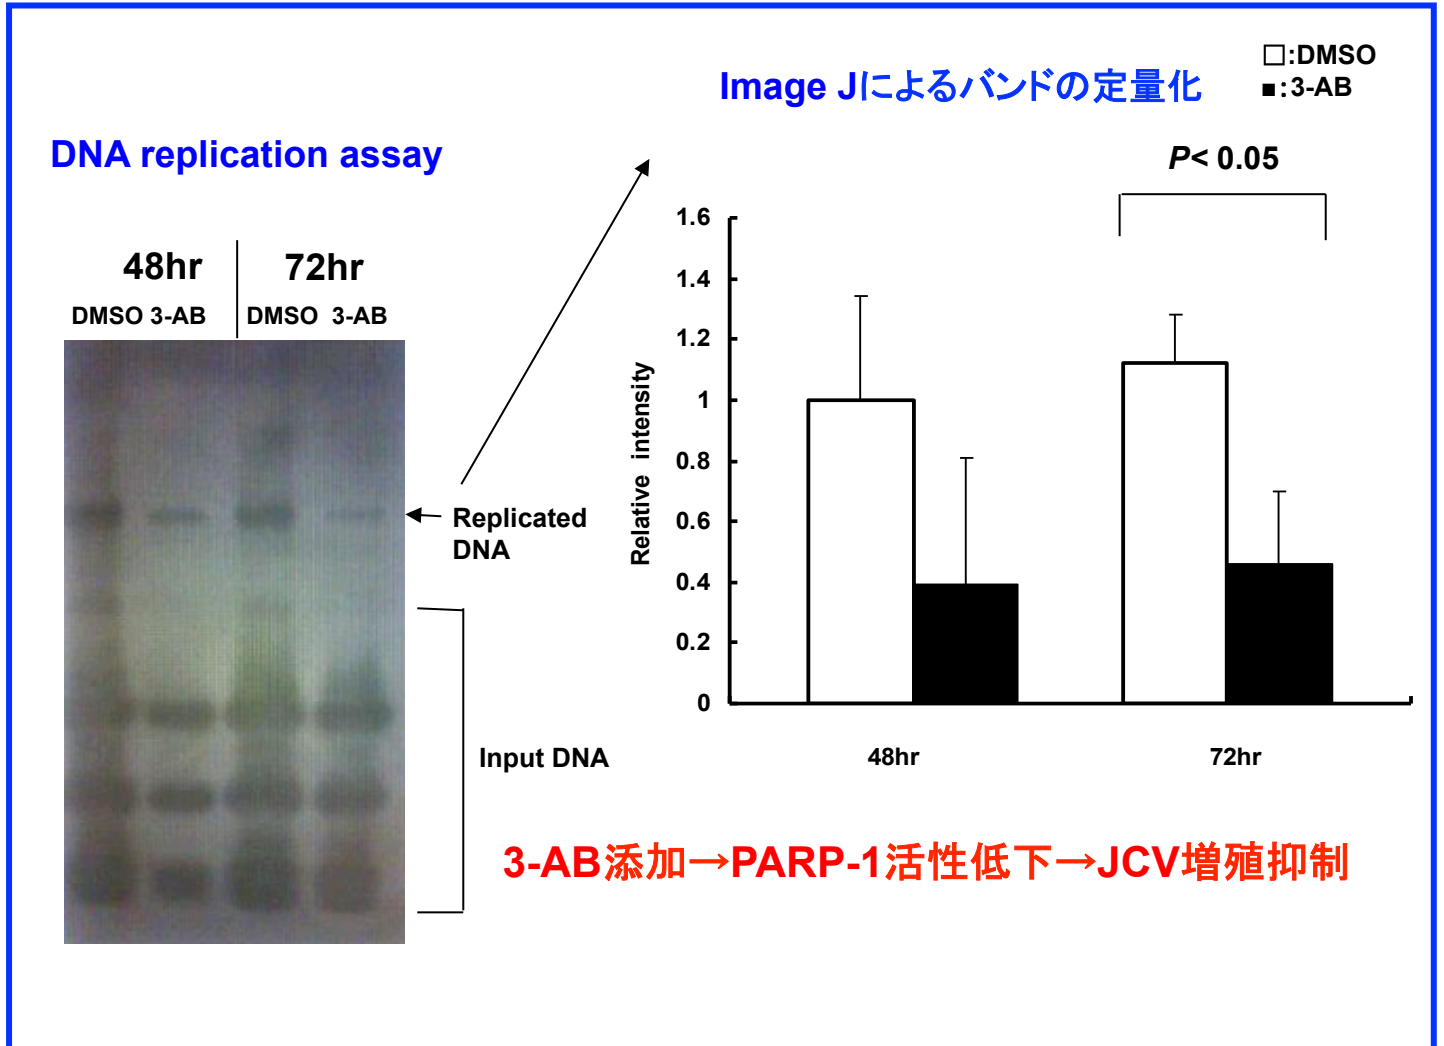 Image Jによるバンドの定量化
□:DMSO
■:3-AB
DNA replication assay
P< 0.05
48hr
72hr
DMSO 3-AB
DMSO 3-AB
Replicated
DNA
Input DNA
Relative intensity
1.6
1.4
1.2
1
0.8
0.6
0.4
0.2
0
48hr
72hr
3-AB添加→PARP-1活性低下→JCV増殖抑制